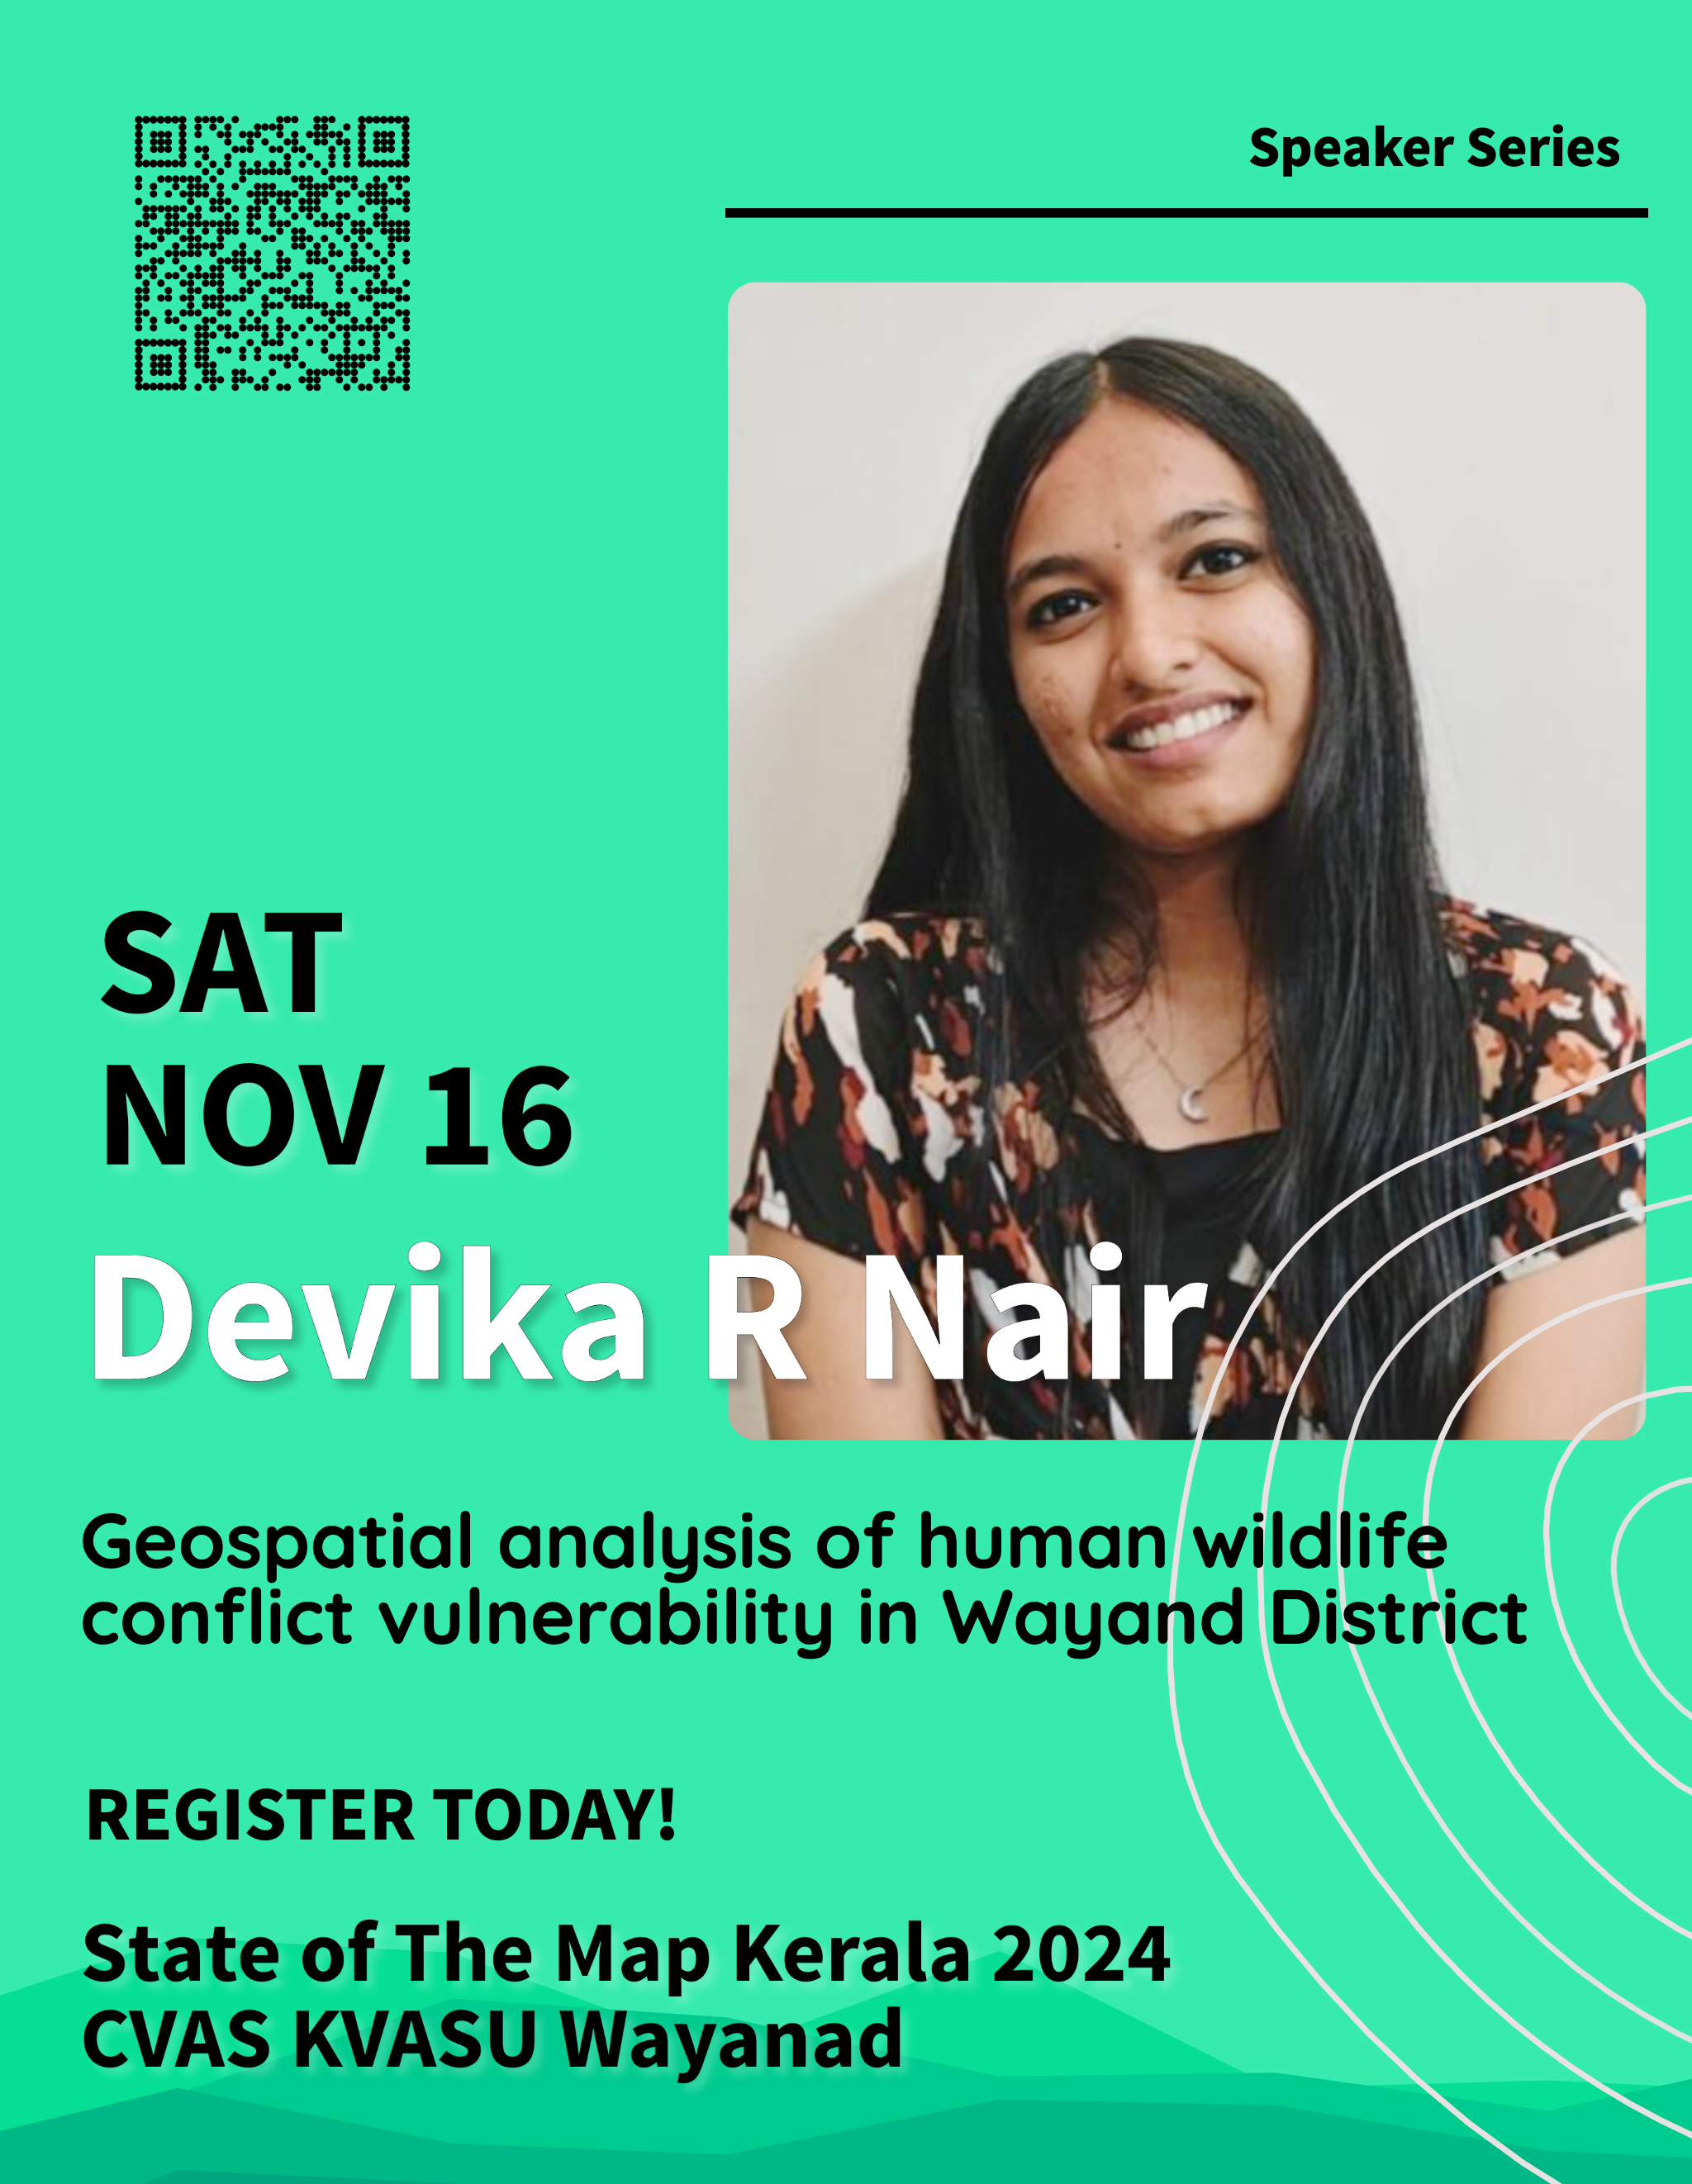 Speaker Series
SAT
NOV 16
Devika R Nair
Geospatial analysis of human wildlife
conflict vulnerability in Wayand District
REGISTER TODAY!
State of The Map Kerala 2024
CVAS KVASU Wayanad